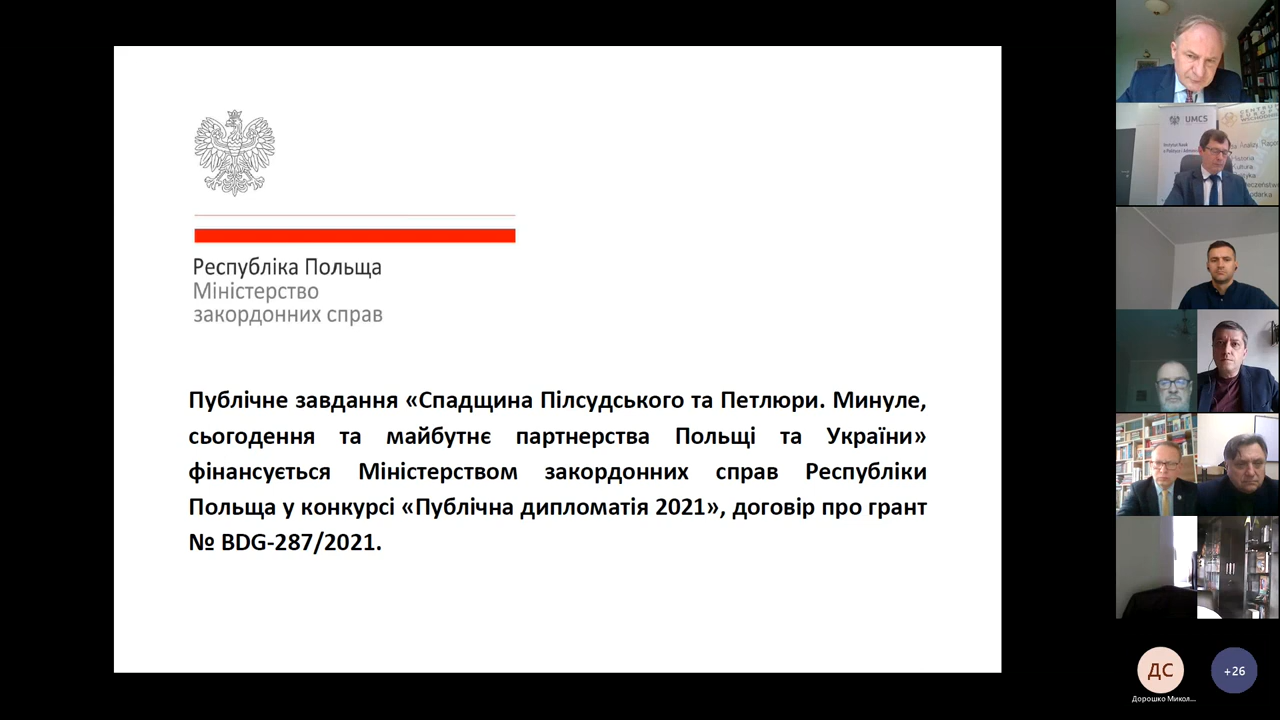 Республіка Польща
Міністерство
закордонних справ
Публічне завдання «Спадщина Пілсудського та Петлюри. Минуле,
сьогодення та майбутнє партнерства Польщі та України»
фінансується Міністерством закордонних справ Республіки
Польща у конкурсі «Публічна дипломатія 2021», договір про грант
№ BDG-287/2021.
UMCS
ДС
+26
Дорошко Микол...